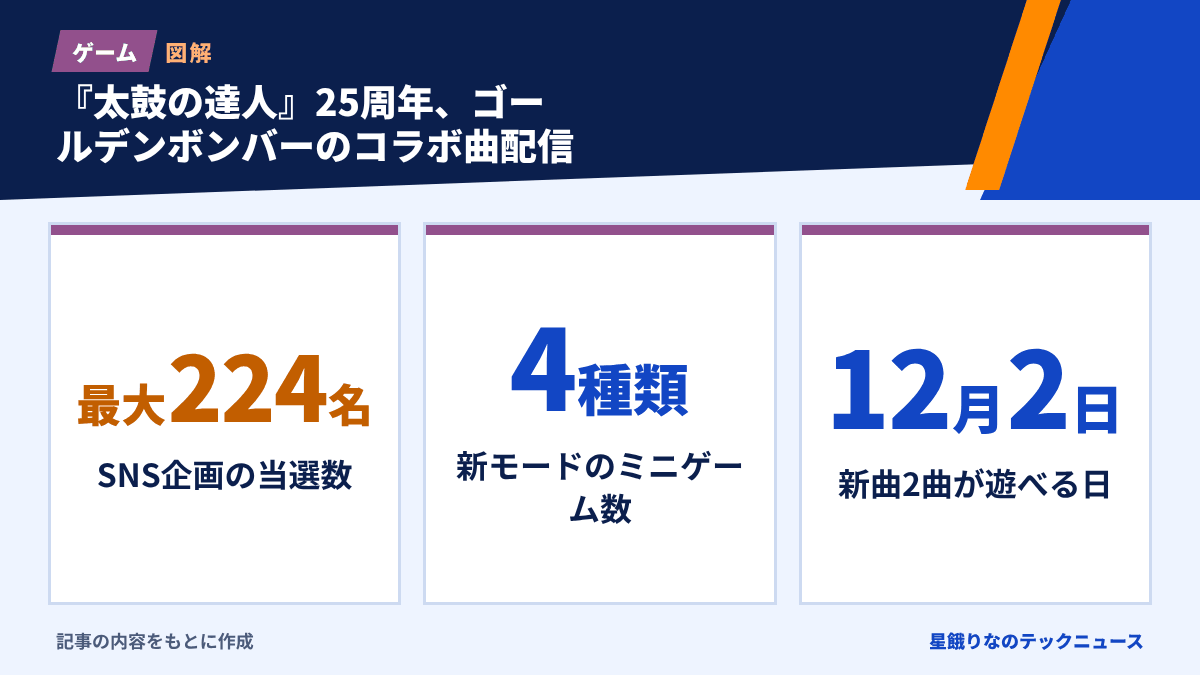 ゲーム 図解
『太鼓の達人』25周年、ゴー
ルデンボンバーのコラボ曲配信
最大224名
SNS企画の当選数
4種類
新モードのミニゲー
ム数
12月2日
新曲2曲が遊べる日
記事の内容をもとに作成
星餓りなのテックニュース